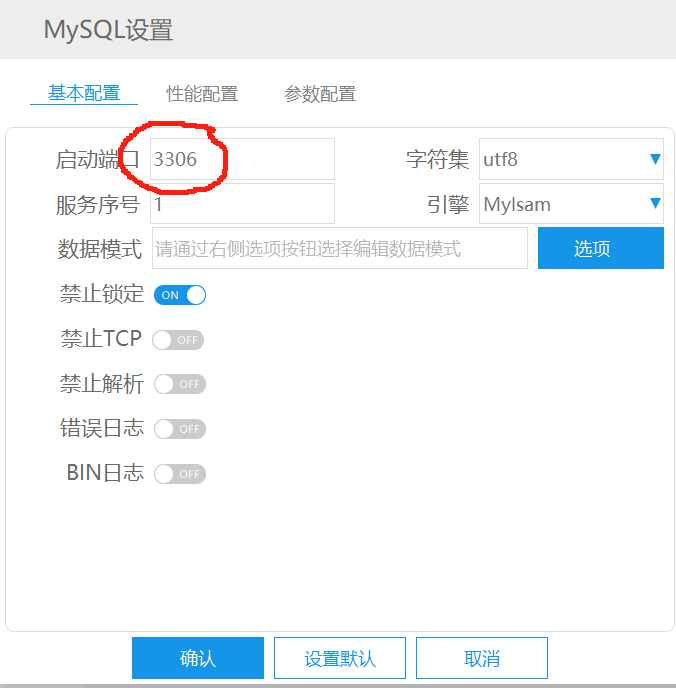 MySQL设置
基本配置 性能配置 参数配置
启动端口 3306 字符集 utf8
服务序号 1 引擎 MyIsam
数据模式 请通过右侧选项按钮选择编辑数据模式 选项
禁止锁定 ON
禁止TCP OFF
禁止解析 OFF
错误日志 OFF
BIN日志 OFF
确认 设置默认 取消